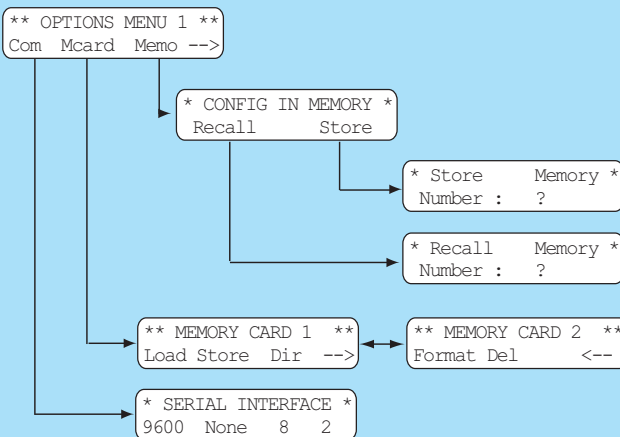 ** OPTIONS MENU 1 **
Com Mcard Memo -->
* CONFIG IN MEMORY *
Recall Store
* Store Memory *
Number : ?
* Recall Memory *
Number : ?
** MEMORY CARD 1 **
Load Store Dir -->
** MEMORY CARD 2 **
Format Del <--
* SERIAL INTERFACE *
9600 None 8 2